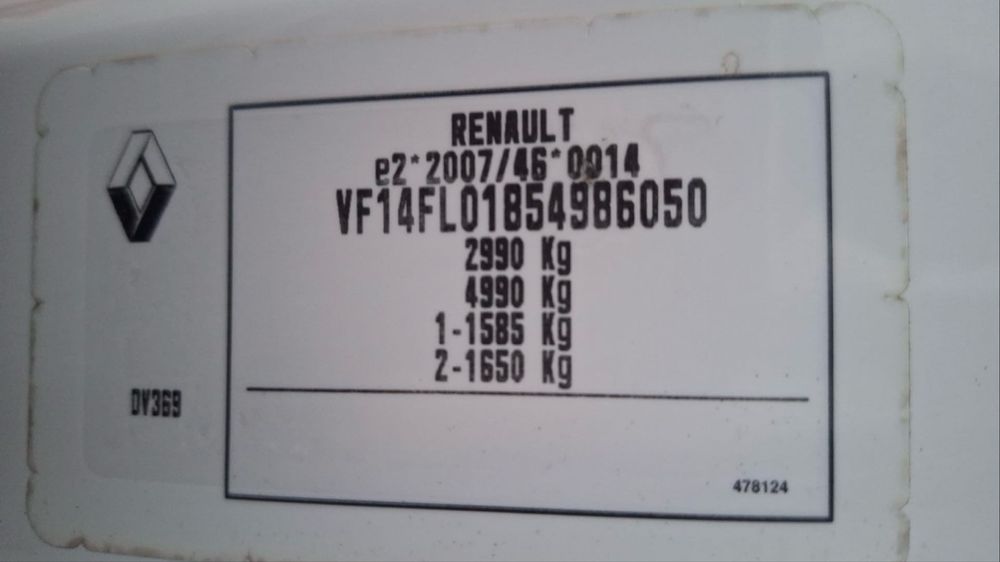 RENAULT
e2*2007/46*0014
VF14FL01854986050
2990 Kg
4990 Kg
1-1585 Kg
2-1650 Kg
DV369
478124